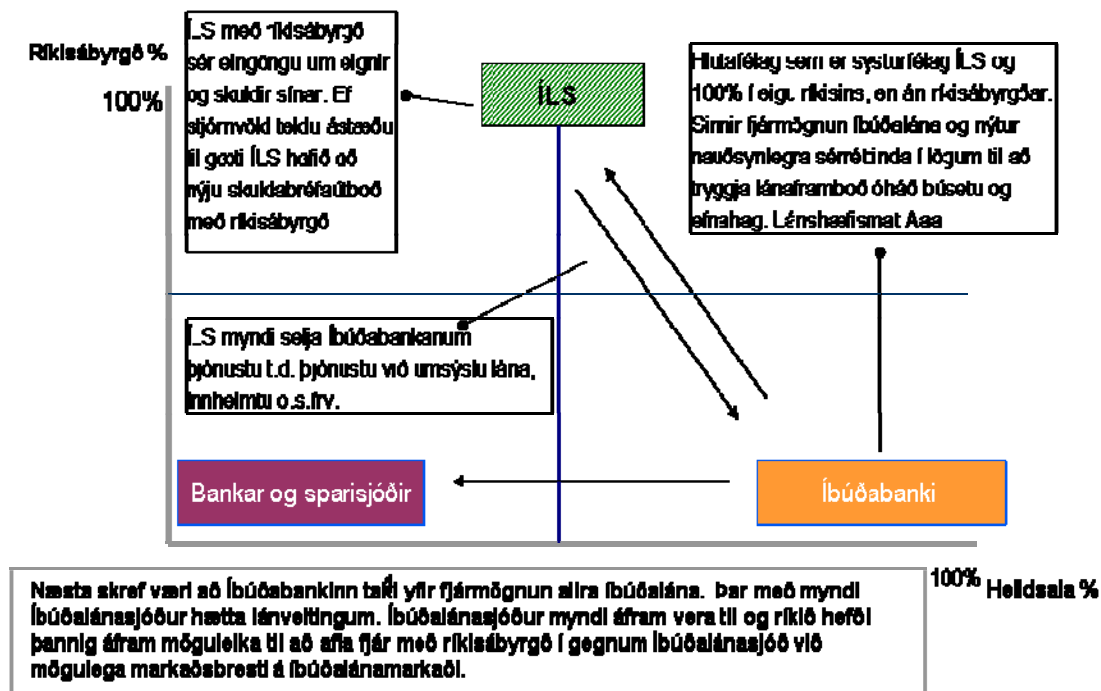 Ríkisábyrgð %
100%
ÍLS með ríkisábyrgð
sér eingöngu um eignir
og skuldir sínar. Ef
stjórnvöld teldu ástæðu
til gæti ÍLS hafið að
nýju skuldabréfaútboð
með ríkisábyrgð
ÍLS
Hlutafélag sem er systurfélag ÍLS og
100% í eigu ríkisins, en án ríkisábyrgðar.
Sinnir fjármögnun íbúðalána og nýtur
nauðsynlegra sérréttinda í lögum til að
tryggja lánaframboð óháð búsetu og
efnahag. Lánshæfismat Aaa
ÍLS myndi selja Íbúðabankanum
þjónustu t.d. þjónustu við umsýslu lána,
innheimtu o.s.frv.
Bankar og sparisjóðir
Íbúðabanki
100% Heildsala %
Næsta skref væri að Íbúðabankinn taki yfir fjármögnun allra íbúðalána. Þar með myndi
Íbúðalánasjóður hætta lánveitingum. Íbúðalánasjóður myndi áfram vera til og ríkið hefði
þannig áfram möguleika til að afla fjár með ríkisábyrgð í gegnum Íbúðalánasjóð við
mögulega markaðsbresti á íbúðalánamarkaði.